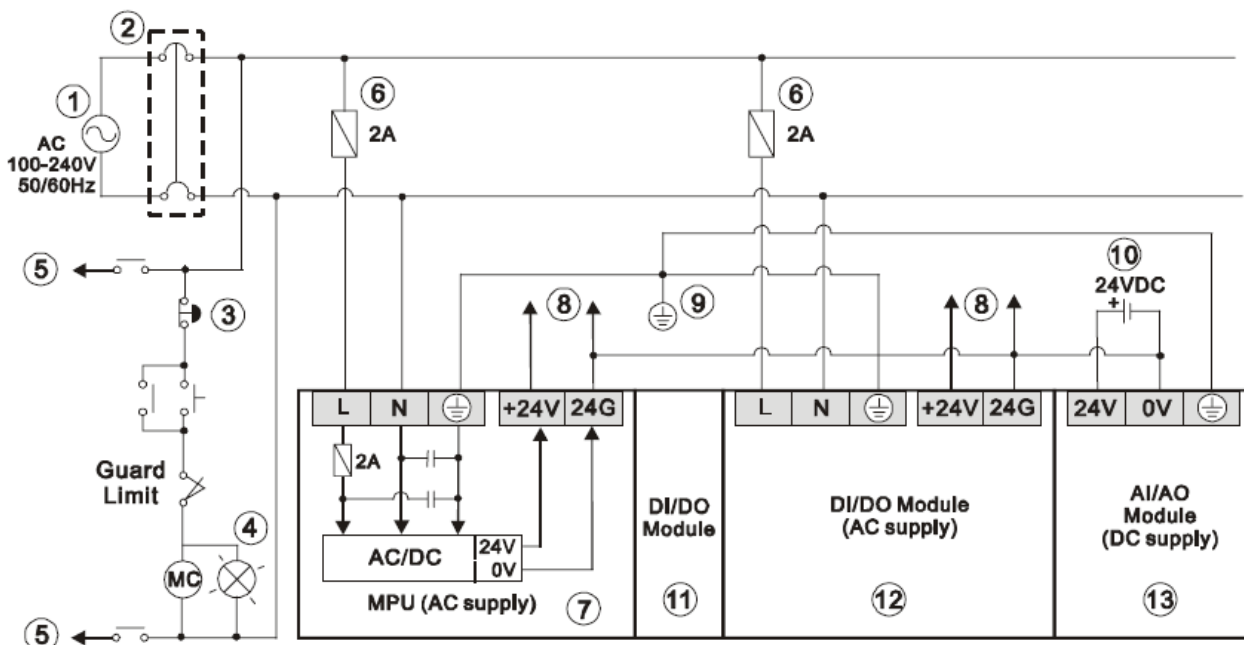 ②
①
AC
100-240V
50/60Hz
⑥
2A
⑥
2A
⑤
③
⑧
⑨
⑧
⑩
24VDC
+
L N +24V 24G
L N +24V 24G
24V 0V
2A
Guard
Limit
④
MC
AC/DC
24V
0V
MPU (AC supply)
⑦
DI/DO
Module
⑪
DI/DO Module
(AC supply)
⑫
AI/AO
Module
(DC supply)
⑬
⑤